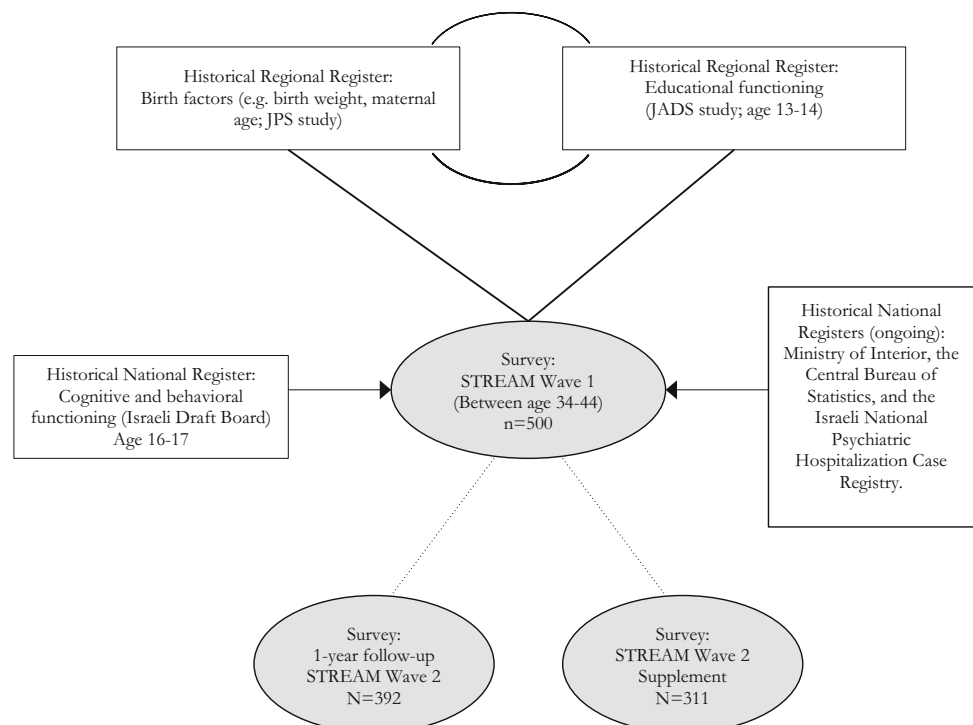 Historical Regional Register:
Birth factors (e.g. birth weight, maternal
age; JPS study)
Historical Regional Register:
Educational functioning
(JADS study; age 13-14)
Historical National Register:
Cognitive and behavioral
functioning (Israeli Draft Board)
Age 16-17
Survey:
STREAM Wave 1
(Between age 34-44)
n=500
Historical National
Registers (ongoing):
Ministry of Interior, the
Central Bureau of
Statistics, and the
Israeli National
Psychiatric
Hospitalization Case
Registry.
Survey:
1-year follow-up
STREAM Wave 2
N=392
Survey:
STREAM Wave 2
Supplement
N=311